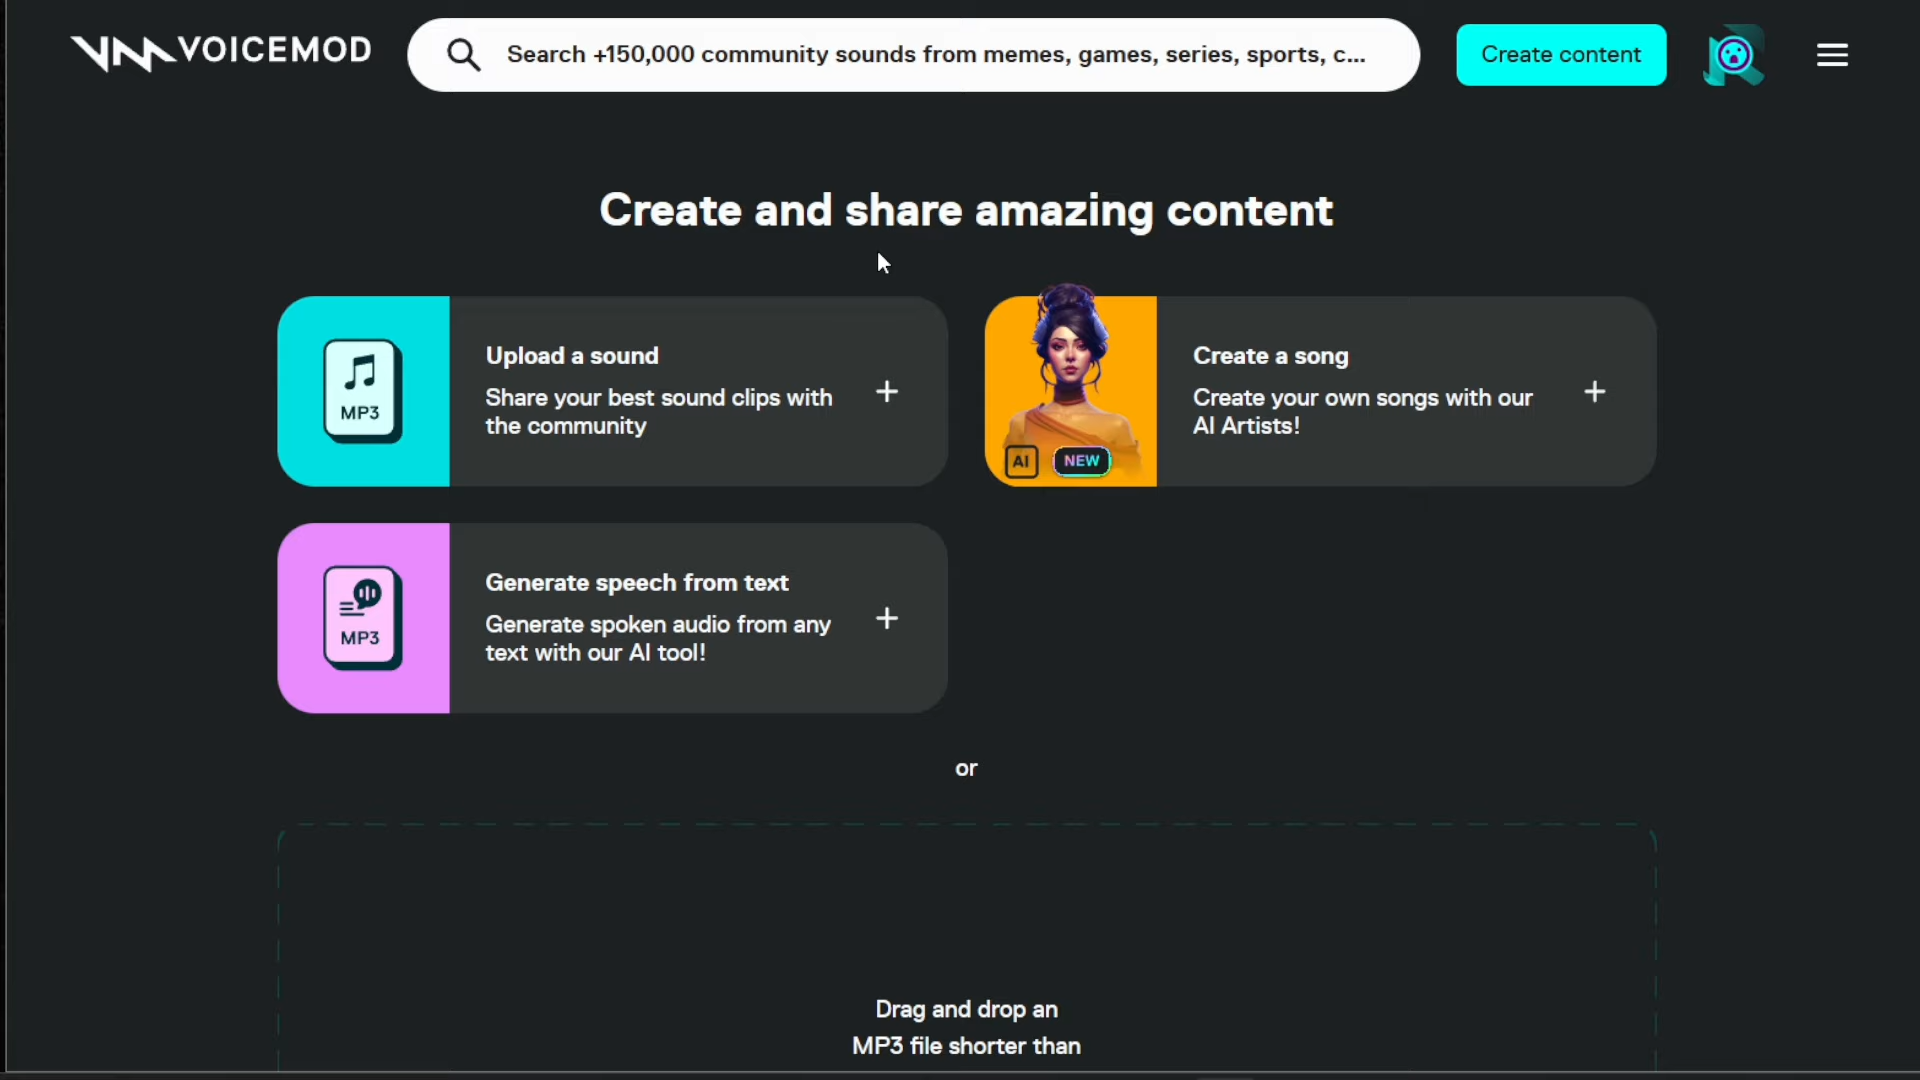 VOICEMOD
Search +150,000 community sounds from memes, games, series, sports, c...
Create content
Create and share amazing content
MP3
Upload a sound
Share your best sound clips with
the community
AI
NEW
Create a song
Create your own songs with our
AI Artists!
MP3
Generate speech from text
Generate spoken audio from any
text with our AI tool!
or
Drag and drop an
MP3 file shorter than